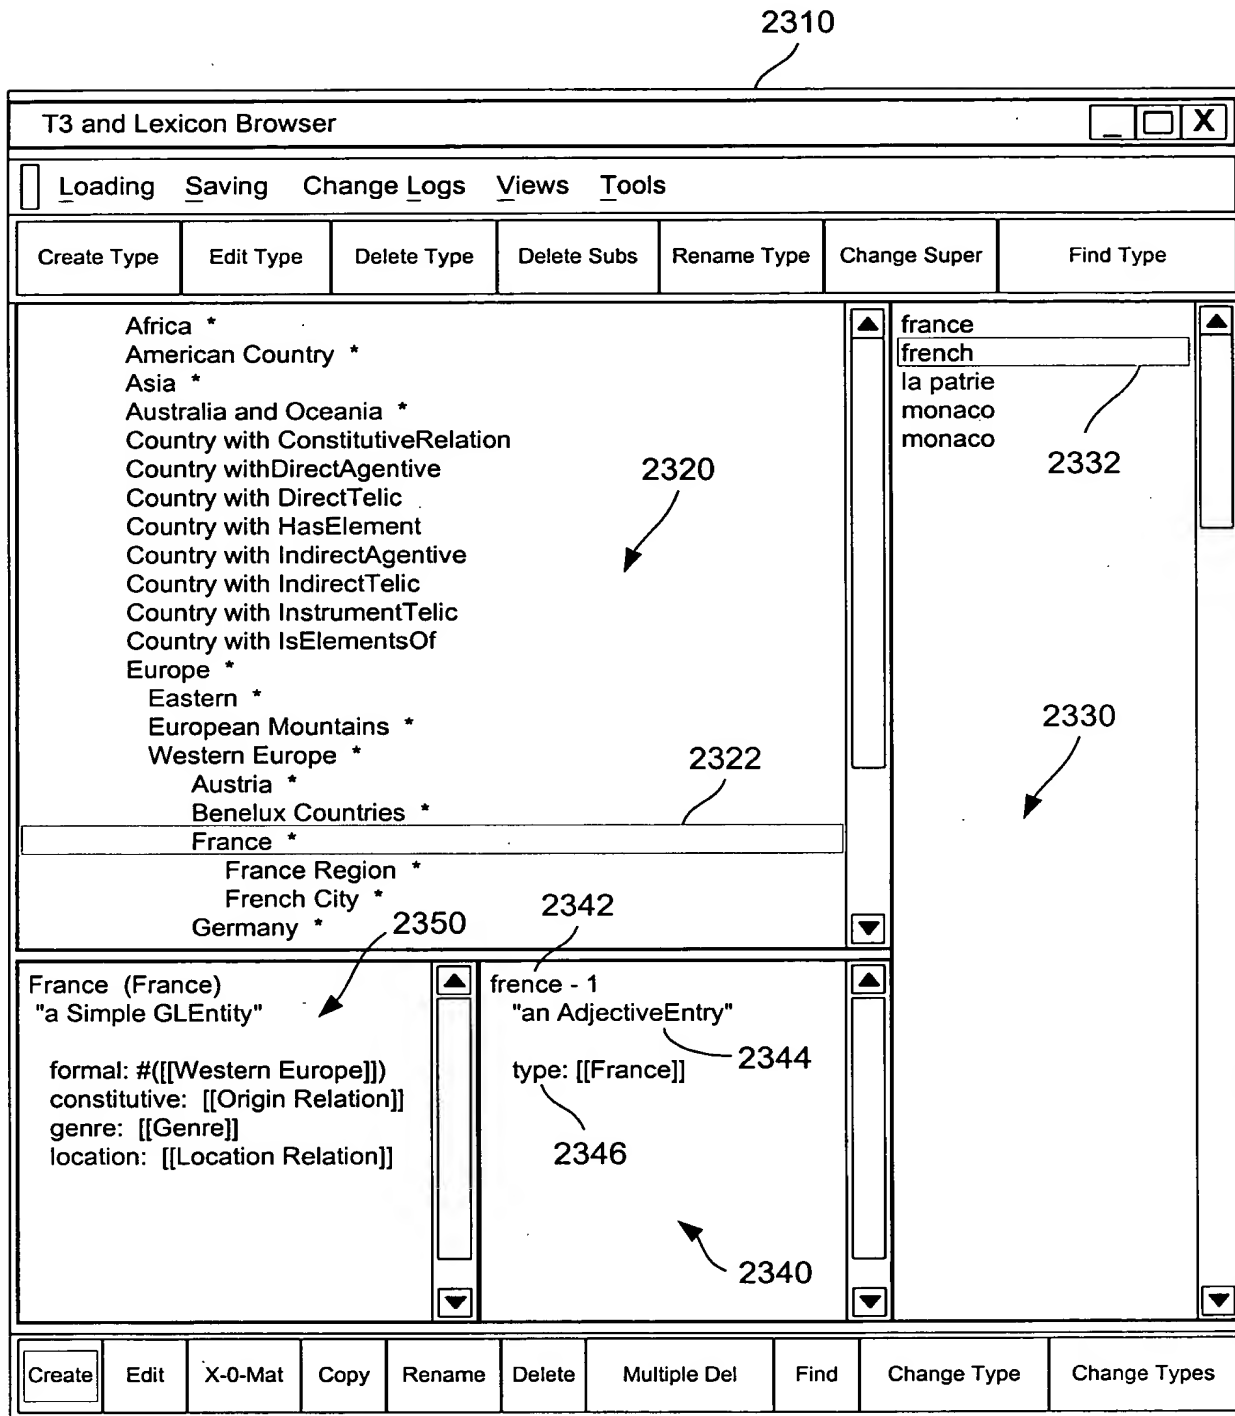 2310
T3 and Lexicon Browser
_ X
Loading Saving Change Logs Views Tools
Create Type Edit Type Delete Type Delete Subs Rename Type Change Super Find Type
Africa *
American Country *
Asia *
Australia and Oceania *
Country with ConstitutiveRelation
Country withDirectAgentive
Country with DirectTelic
Country with HasElement
Country with IndirectAgentive
Country with IndirectTelic
Country with InstrumentTelic
Country with IsElementsOf
Europe *
Eastern *
European Mountains *
Western Europe *
Austria *
Benelux Countries *
France *
France Region *
French City *
Germany *
2320
2322
france
french
la patrie
monaco
monaco
2332
2330
2350
France (France)
"a Simple GLEntity"
formal: #([[Western Europe]])
constitutive: [[Origin Relation]]
genre: [[Genre]]
location: [[Location Relation]]
2342
frence - 1
"an AdjectiveEntry"
2344
type: [[France]]
2346
2340
Create Edit X-0-Mat Copy Rename Delete Multiple Del Find Change Type Change Types